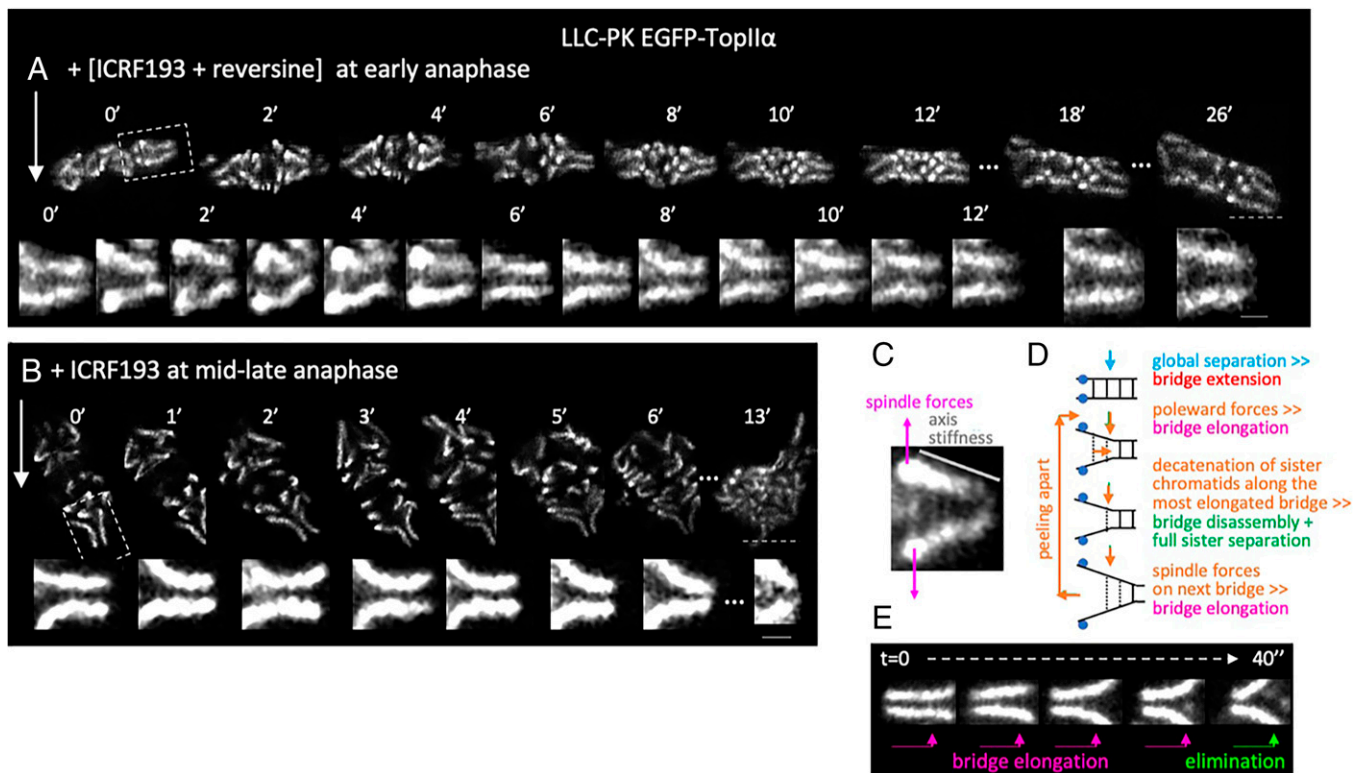 LLC-PK EGFP-TopIIα
A + [ICRF193 + reversine] at early anaphase
0’ 2’ 4’ 6’ 8’ 10’ 12’ 18’ 26’
... ...
0’ 2’ 4’ 6’ 8’ 10’ 12’
B + ICRF193 at mid-late anaphase
0’ 1’ 2’ 3’ 4’ 5’ 6’ 13’
...
...
C
spindle forces
axis
stiffness
D
global separation >>
bridge extension
poleward forces >>
bridge elongation
decatenation of sister
chromatids along the
most elongated bridge >>
bridge disassembly +
full sister separation
spindle forces
on next bridge >>
bridge elongation
peeling apart
E
t=0 40’’
bridge elongation elimination